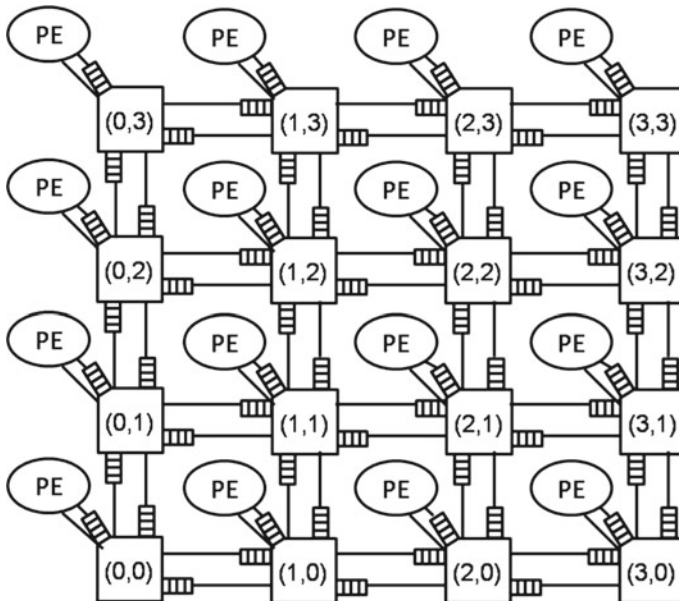 PE PE PE PE
(0,3) (1,3) (2,3) (3,3)
PE PE PE PE
(0,2) (1,2) (2,2) (3,2)
PE PE PE PE
(0,1) (1,1) (2,1) (3,1)
PE PE PE PE
(0,0) (1,0) (2,0) (3,0)